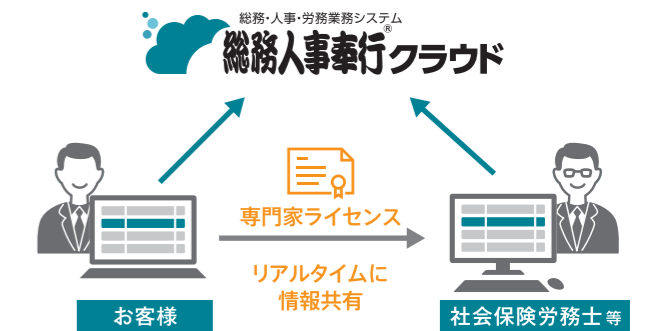 総務・人事・労務業務システム
総務人事奉行®クラウド
専門家ライセンス
リアルタイムに
情報共有
お客様
社会保険労務士等